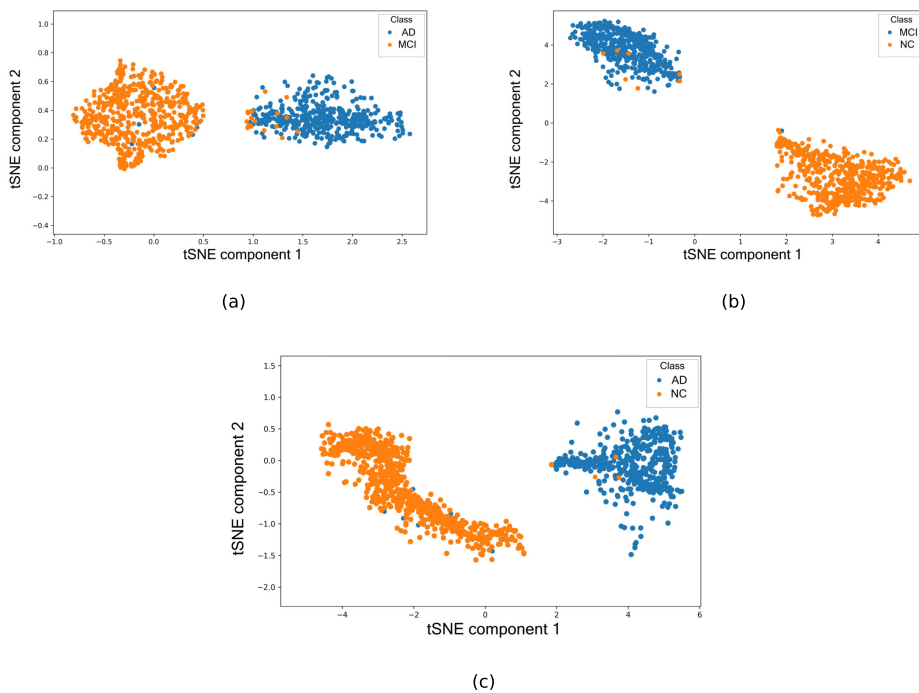 Class
AD
MCI
1.0
0.8
0.6
0.4
0.2
0.0
−0.2
−0.4
tSNE component 2
−1.0 −0.5 0.0 0.5 1.0 1.5 2.0 2.5
tSNE component 1
(a)
Class
MCI
NC
4
2
0
−2
−4
tSNE component 2
−3 −2 −1 0 1 2 3 4
tSNE component 1
(b)
Class
AD
NC
1.5
1.0
0.5
0.0
−0.5
−1.0
−1.5
−2.0
tSNE component 2
−4 −2 0 2 4 6
tSNE component 1
(c)